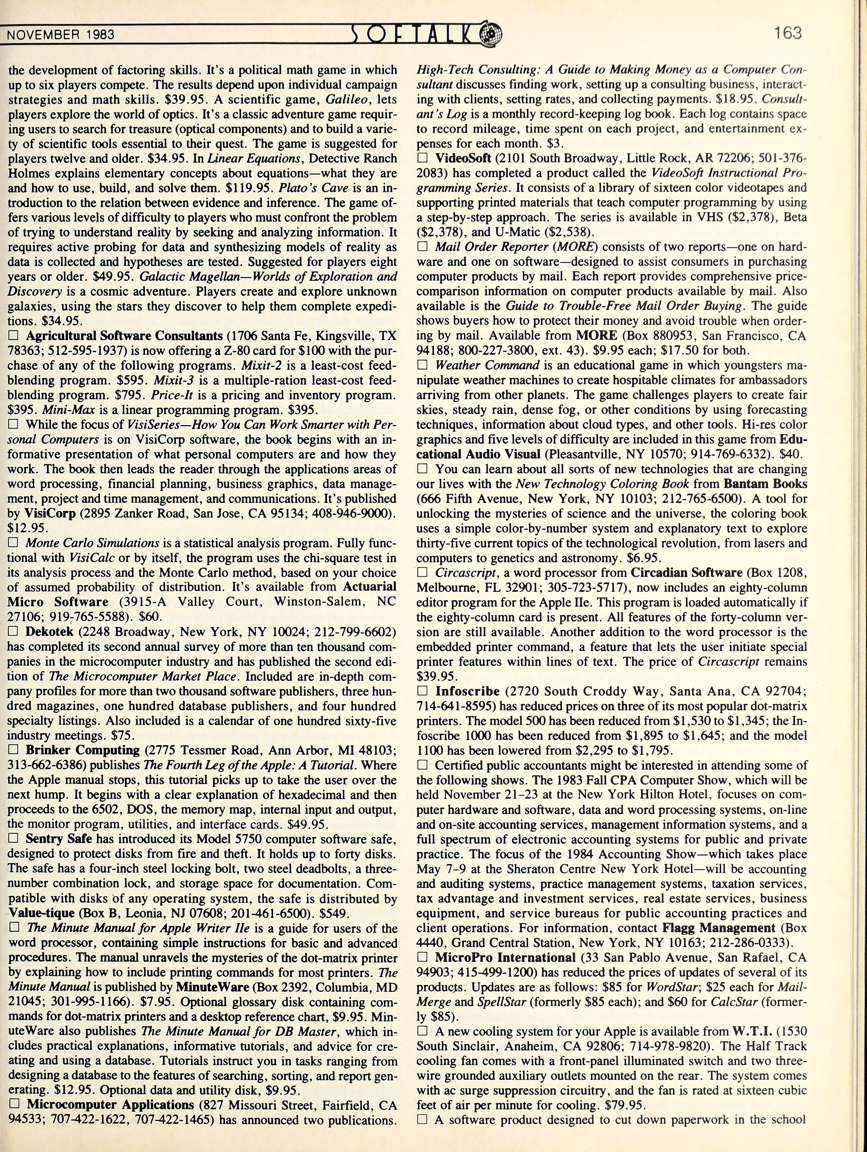 NOVEMBER 1983
SOFTALK
163
the development of factoring skills. It's a political math game in which
up to six players compete. The results depend upon individual campaign
strategies and math skills. $39.95. A scientific game, Galileo, lets
players explore the world of optics. It's a classic adventure game requir-
ing users to search for treasure (optical components) and to build a varie-
ty of scientific tools essential to their quest. The game is suggested for
players twelve and older. $34.95. In Linear Equations, Detective Ranch
Holmes explains elementary concepts about equations—what they are
and how to use, build, and solve them. $119.95. Plato's Cave is an in-
troduction to the relation between evidence and inference. The game of-
fers various levels of difficulty to players who must confront the problem
of trying to understand reality by seeking and analyzing information. It
requires active probing for data and synthesizing models of reality as
data is collected and hypotheses are tested. Suggested for players eight
years or older. $49.95. Galactic Magellan—Worlds of Exploration and
Discovery is a cosmic adventure. Players create and explore unknown
galaxies, using the stars they discover to help them complete expedi-
tions. $34.95.
□ Agricultural Software Consultants (1706 Santa Fe, Kingsville, TX
78363; 512-595-1937) is now offering a Z-80 card for $100 with the pur-
chase of any of the following programs. Mixit-2 is a least-cost feed-
blending program. $595. Mixit-3 is a multiple-ration least-cost feed-
blending program. $795. Price-It is a pricing and inventory program.
$395. Mini-Max is a linear programming program. $395.
□ While the focus of VisiSeries—How You Can Work Smarter with Per-
sonal Computers is on VisiCorp software, the book begins with an in-
formative presentation of what personal computers are and how they
work. The book then leads the reader through the applications areas of
word processing, financial planning, business graphics, data manage-
ment, project and time management, and communications. It's published
by VisiCorp (2895 Zanker Road, San Jose, CA 95134; 408-946-9000).
$12.95.
□ Monte Carlo Simulations is a statistical analysis program. Fully func-
tional with VisiCalc or by itself, the program uses the chi-square test in
its analysis process and the Monte Carlo method, based on your choice
of assumed probability of distribution. It's available from Actuarial
Micro Software (3915-A Valley Court, Winston-Salem, NC
27106; 919-765-5588). $60.
□ Dekotek (2248 Broadway, New York, NY 10024; 212-799-6602)
has completed its second annual survey of more than ten thousand com-
panies in the microcomputer industry and has published the second edi-
tion of The Microcomputer Market Place. Included are in-depth com-
pany profiles for more than two thousand software publishers, three hun-
dred magazines, one hundred database publishers, and four hundred
specialty listings. Also included is a calendar of one hundred sixty-five
industry meetings. $75.
□ Brinker Computing (2775 Tessmer Road, Ann Arbor, MI 48103;
313-662-6386) publishes The Fourth Leg of the Apple: A Tutorial. Where
the Apple manual stops, this tutorial picks up to take the user over the
next hump. It begins with a clear explanation of hexadecimal and then
proceeds to the 6502, DOS, the memory map, internal input and output,
the monitor program, utilities, and interface cards. $49.95.
□ Sentry Safe has introduced its Model 5750 computer software safe,
designed to protect disks from fire and theft. It holds up to forty disks.
The safe has a four-inch steel locking bolt, two steel deadbolts, a three-
number combination lock, and storage space for documentation. Com-
patible with disks of any operating system, the safe is distributed by
Value-tique (Box B, Leonia, NJ 07608; 201-461-6500). $549.
□ The Minute Manual for Apple Writer IIe is a guide for users of the
word processor, containing simple instructions for basic and advanced
procedures. The manual unravels the mysteries of the dot-matrix printer
by explaining how to include printing commands for most printers. The
Minute Manual is published by MinuteWare (Box 2392, Columbia, MD
21045; 301-995-1166). $7.95. Optional glossary disk containing com-
mands for dot-matrix printers and a desktop reference chart, $9.95. Min-
uteWare also publishes The Minute Manual for DB Master, which in-
cludes practical explanations, informative tutorials, and advice for cre-
ating and using a database. Tutorials instruct you in tasks ranging from
designing a database to the features of searching, sorting, and report gen-
erating. $12.95. Optional data and utility disk, $9.95.
□ Microcomputer Applications (827 Missouri Street, Fairfield, CA
94533; 707-422-1622, 707-422-1465) has announced two publications.
High-Tech Consulting: A Guide to Making Money as a Computer Con-
sultant discusses finding work, setting up a consulting business, interact-
ing with clients, setting rates, and collecting payments. $18.95. Consult-
ant's Log is a monthly record-keeping log book. Each log contains space
to record mileage, time spent on each project, and entertainment ex-
penses for each month. $3.
□ VideoSoft (2101 South Broadway, Little Rock, AR 72206; 501-376-
2083) has completed a product called the VideoSoft Instructional Pro-
gramming Series. It consists of a library of sixteen color videotapes and
supporting printed materials that teach computer programming by using
a step-by-step approach. The series is available in VHS ($2,378), Beta
($2,378), and U-Matic ($2,538).
□ Mail Order Reporter (MORE) consists of two reports—one on hard-
ware and one on software—designed to assist consumers in purchasing
computer products by mail. Each report provides comprehensive price-
comparison information on computer products available by mail. Also
available is the Guide to Trouble-Free Mail Order Buying. The guide
shows buyers how to protect their money and avoid trouble when order-
ing by mail. Available from MORE (Box 880953, San Francisco, CA
94188; 800-227-3800, ext. 43). $9.95 each; $17.50 for both.
□ Weather Command is an educational game in which youngsters ma-
nipulate weather machines to create hospitable climates for ambassadors
arriving from other planets. The game challenges players to create fair
skies, steady rain, dense fog, or other conditions by using forecasting
techniques, information about cloud types, and other tools. Hi-res color
graphics and five levels of difficulty are included in this game from Edu-
cational Audio Visual (Pleasantville, NY 10570; 914-769-6332). $40.
□ You can learn about all sorts of new technologies that are changing
our lives with the New Technology Coloring Book from Bantam Books
(666 Fifth Avenue, New York, NY 10103; 212-765-6500). A tool for
unlocking the mysteries of science and the universe, the coloring book
uses a simple color-by-number system and explanatory text to explore
thirty-five current topics of the technological revolution, from lasers and
computers to genetics and astronomy. $6.95.
□ Circascript, a word processor from Circadian Software (Box 1208,
Melbourne, FL 32901; 305-723-5717), now includes an eighty-column
editor program for the Apple IIe. This program is loaded automatically if
the eighty-column card is present. All features of the forty-column ver-
sion are still available. Another addition to the word processor is the
embedded printer command, a feature that lets the user initiate special
printer features within lines of text. The price of Circascript remains
$39.95.
□ Infoscribe (2720 South Croddy Way, Santa Ana, CA 92704;
714-641-8595) has reduced prices on three of its most popular dot-matrix
printers. The model 500 has been reduced from $1,530 to $1,345; the In-
foscribe 1000 has been reduced from $1,895 to $1,645; and the model
1100 has been lowered from $2,295 to $1,795.
□ Certified public accountants might be interested in attending some of
the following shows. The 1983 Fall CPA Computer Show, which will be
held November 21–23 at the New York Hilton Hotel, focuses on com-
puter hardware and software, data and word processing systems, on-line
and on-site accounting services, management information systems, and a
full spectrum of electronic accounting systems for public and private
practice. The focus of the 1984 Accounting Show—which takes place
May 7–9 at the Sheraton Centre New York Hotel—will be accounting
and auditing systems, practice management systems, taxation services,
tax advantage and investment services, real estate services, business
equipment, and service bureaus for public accounting practices and
client operations. For information, contact Flagg Management (Box
4440, Grand Central Station, New York, NY 10163; 212-286-0333).
□ MicroPro International (33 San Pablo Avenue, San Rafael, CA
94903; 415-499-1200) has reduced the prices of updates of several of its
products. Updates are as follows: $85 for WordStar; $25 each for Mail-
Merge and SpellStar (formerly $85 each); and $60 for CalcStar (former-
ly $85).
□ A new cooling system for your Apple is available from W.T.I. (1530
South Sinclair, Anaheim, CA 92806; 714-978-9820). The Half Track
cooling fan comes with a front-panel illuminated switch and two three-
wire grounded auxiliary outlets mounted on the rear. The system comes
with ac surge suppression circuitry, and the fan is rated at sixteen cubic
feet of air per minute for cooling. $79.95.
□ A software product designed to cut down paperwork in the school